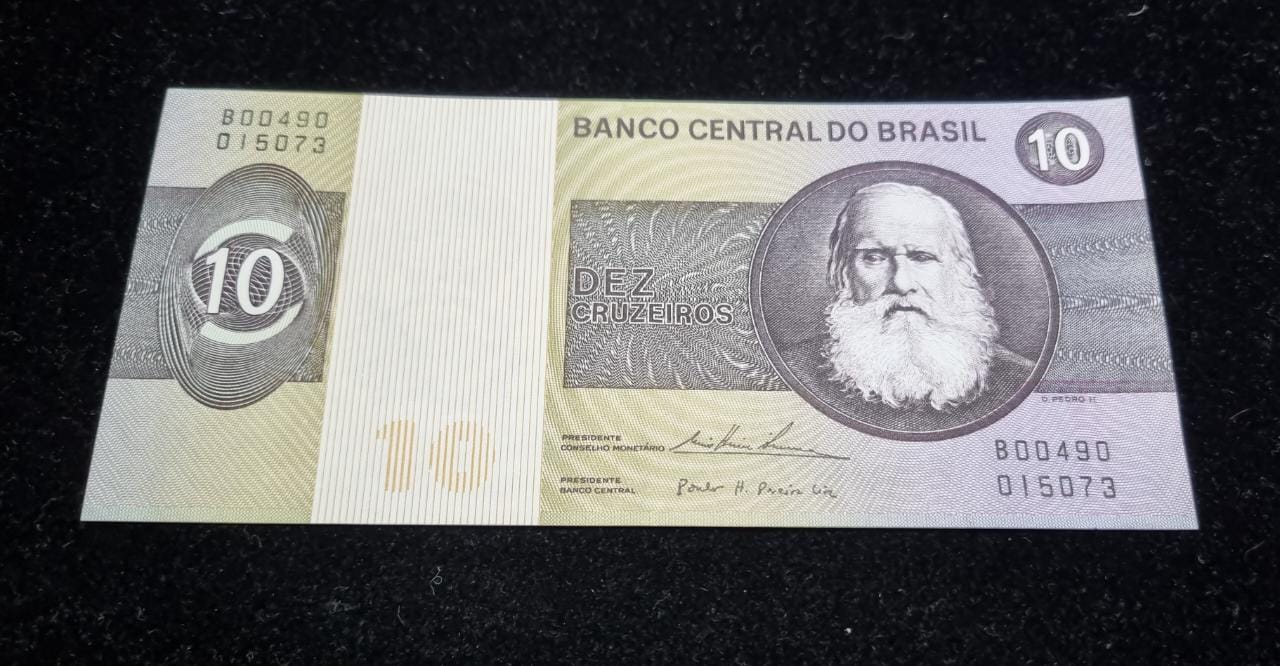 B00490
015073
BANCO CENTRAL DO BRASIL
10
10
DEZ
CRUZEIROS
D. PEDRO II
10
PRESIDENTE
CONSELHO MONETÁRIO
PRESIDENTE
BANCO CENTRAL
B00490
015073